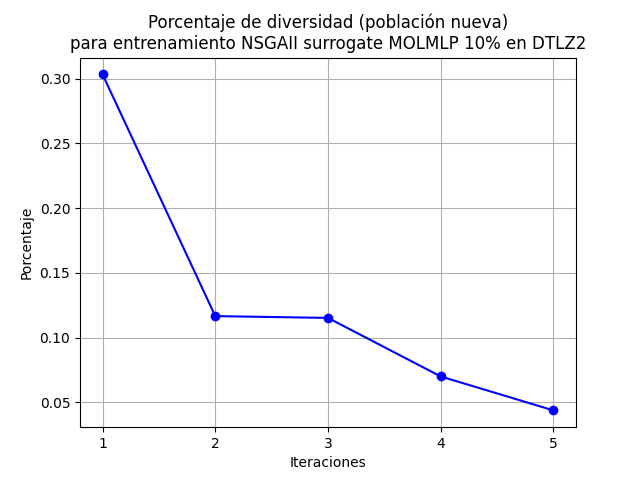 Porcentaje de diversidad (población nueva)
para entrenamiento NSGAII surrogate MOLMLP 10% en DTLZ2
0.30
0.25
0.20
0.15
0.10
0.05
Porcentaje
1 2 3 4 5
Iteraciones